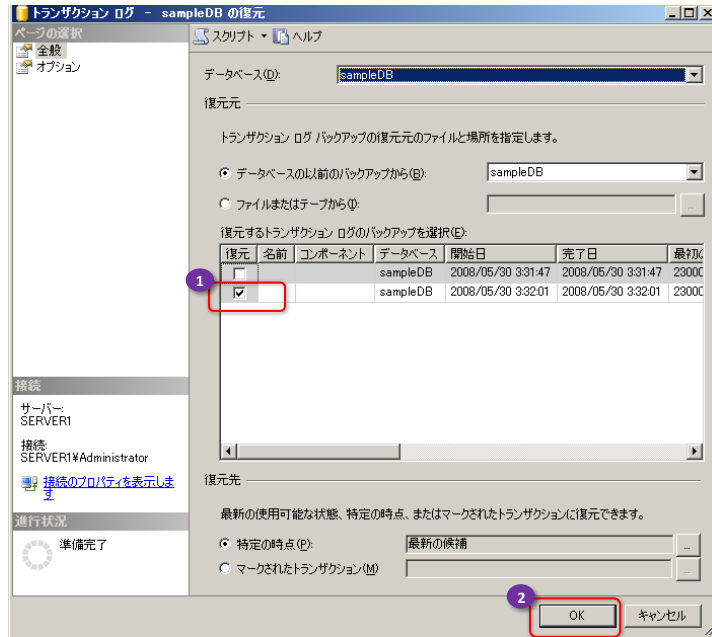 トランザクション ログ － sampleDB の復元
ページの選択
全般
オプション
スクリプト
ヘルプ
データベース(D):
sampleDB
復元元
トランザクション ログ バックアップの復元元のファイルと場所を指定します。
データベースの以前のバックアップから(B):
sampleDB
ファイルまたはテープから(I):
...
復元するトランザクション ログのバックアップを選択(E):
復元 名前 コンポーネント データベース 開始日 完了日 最初の
sampleDB 2008/05/30 3:31:47 2008/05/30 3:31:47 23000
1
sampleDB 2008/05/30 3:32:01 2008/05/30 3:32:01 23000
接続
サーバー:
SERVER1
接続:
SERVER1¥Administrator
接続のプロパティを表示しま
す
進行状況
準備完了
復元先
最新の使用可能な状態、特定の時点、またはマークされたトランザクションに復元できます。
特定の時点(P):
最新の候補
...
マークされたトランザクション(M)
...
2
OK
キャンセル